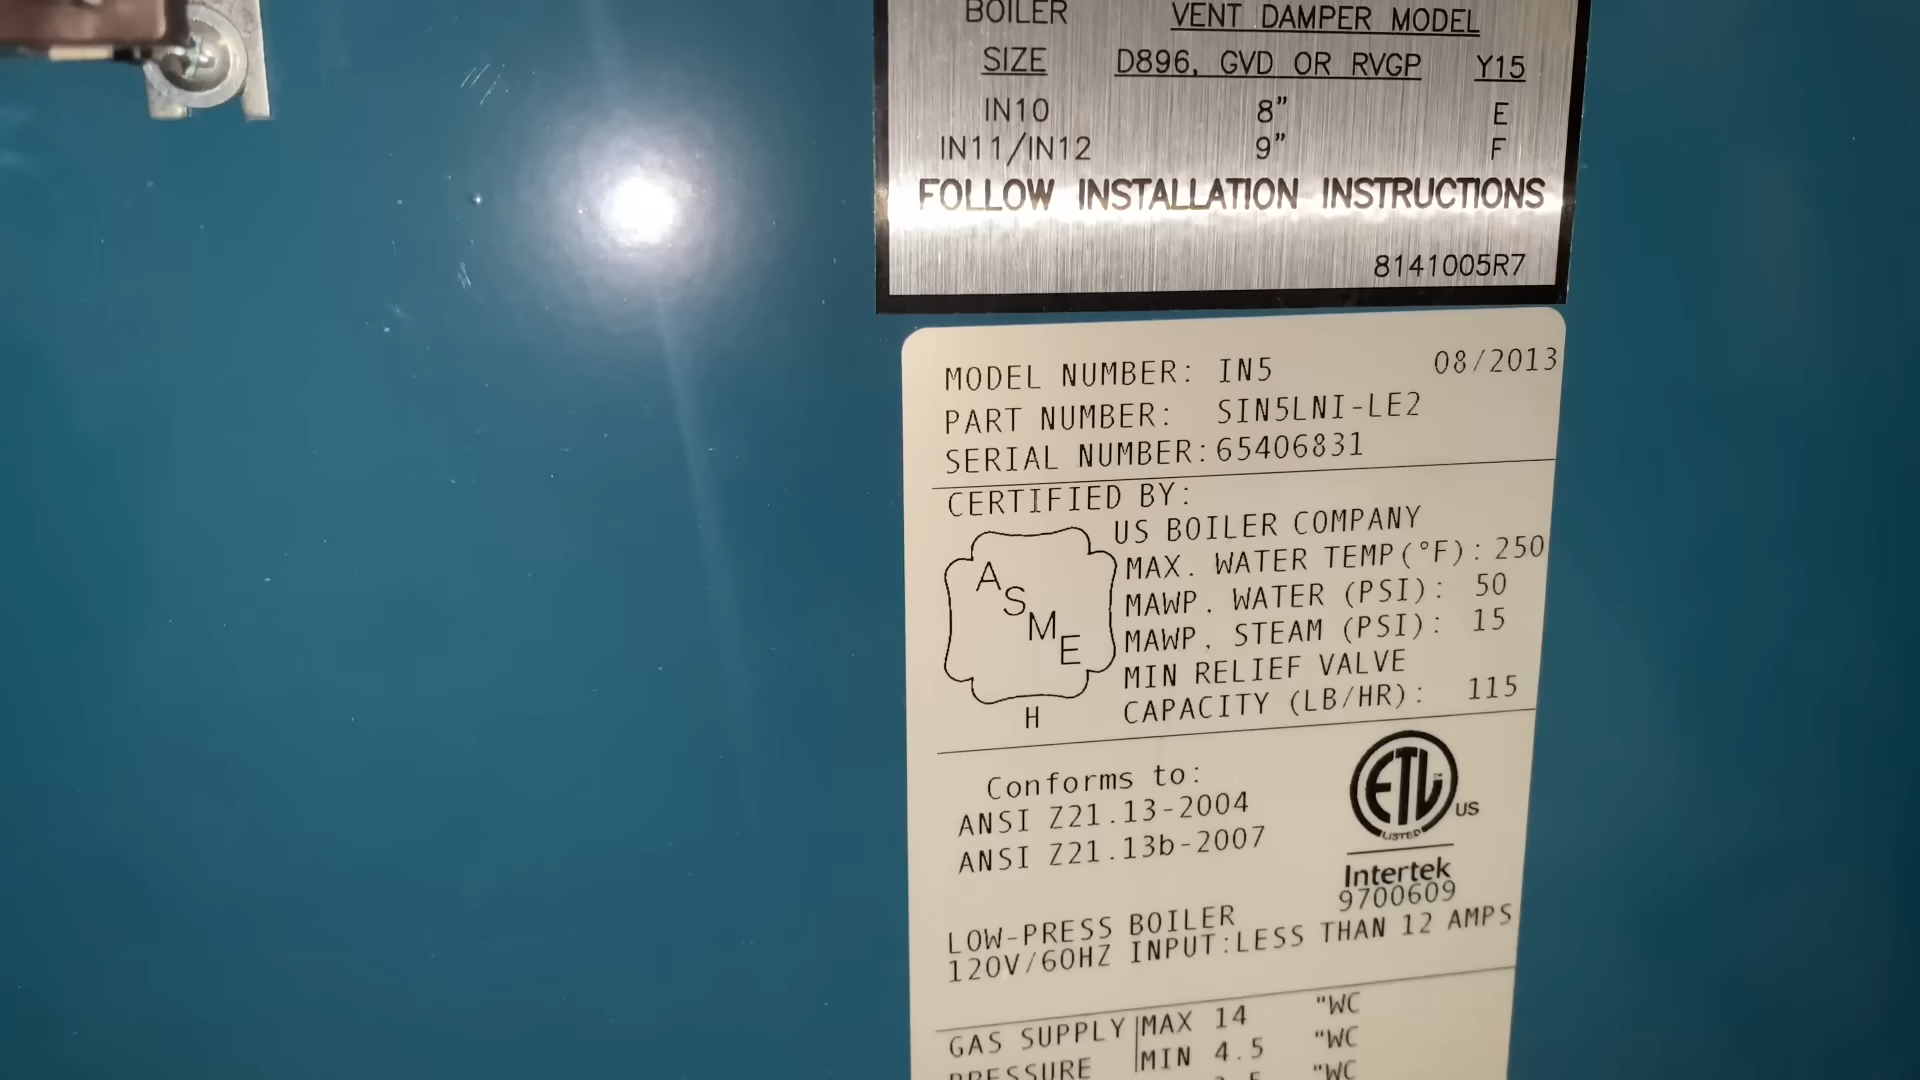 BOILER VENT DAMPER MODEL
SIZE D896, GVD OR RVGP Y15
IN10 8" E
IN11/IN12 9" F
FOLLOW INSTALLATION INSTRUCTIONS
8141005R7
MODEL NUMBER: IN5 08/2013
PART NUMBER: SIN5LNI-LE2
SERIAL NUMBER:65406831
CERTIFIED BY:
US BOILER COMPANY
MAX. WATER TEMP(°F): 250
MAWP. WATER (PSI): 50
MAWP. STEAM (PSI): 15
MIN RELIEF VALVE
CAPACITY (LB/HR): 115
ASME
H
Conforms to:
ANSI Z21.13-2004
ANSI Z21.13b-2007
ETL
LISTED
US
Intertek
9700609
LOW-PRESS BOILER
120V/60HZ INPUT:LESS THAN 12 AMPS
GAS SUPPLY MAX 14 "WC
PRESSURE MIN 4.5 "WC
"WC